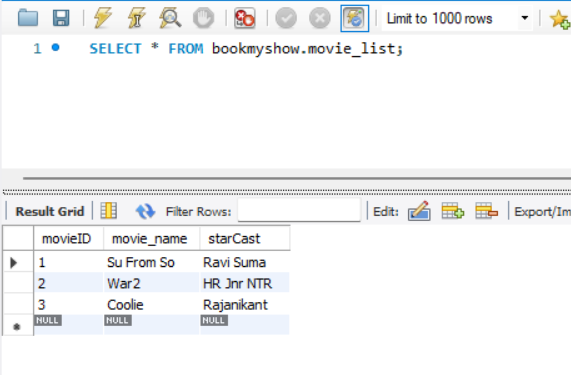 Limit to 1000 rows
1 SELECT * FROM bookmyshow.movie_list;
Result Grid Filter Rows: Edit: Export/Im
movieID movie_name starCast
1 Su From So Ravi Suma
2 War2 HR Jnr NTR
3 Coolie Rajanikant
NULL NULL NULL